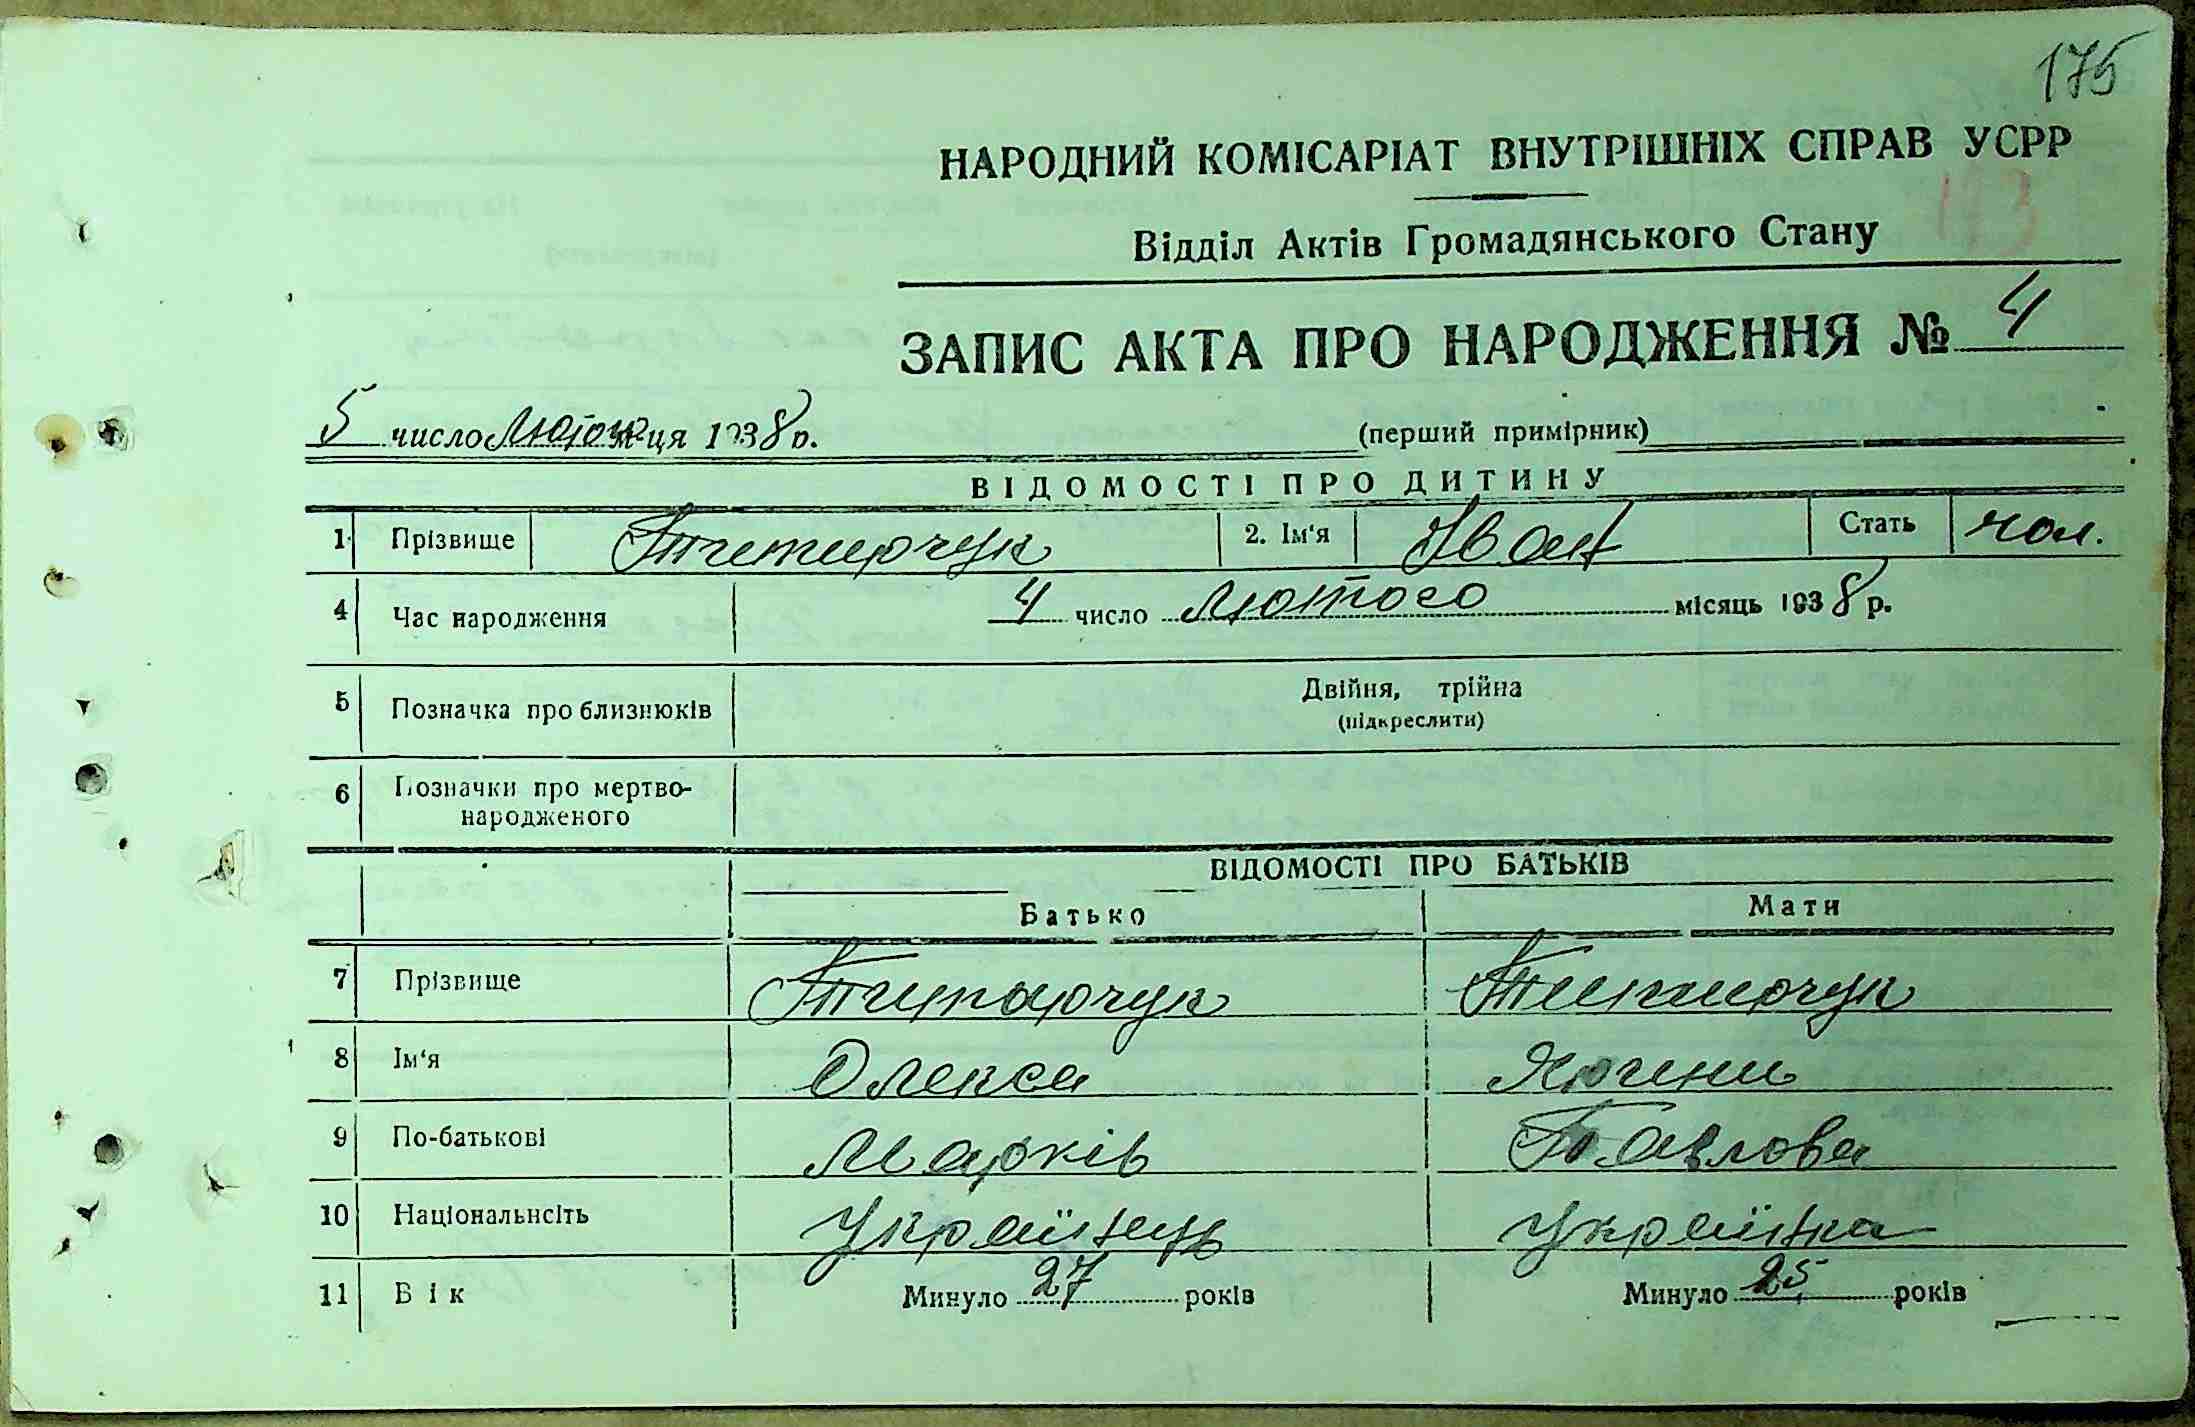 175
НАРОДНИЙ КОМІСАРІАТ ВНУТРІШНІХ СПРАВ УСРР
173
Відділ Актів Громадянського Стану
ЗАПИС АКТА ПРО НАРОДЖЕННЯ № 4
5 число місяця 1938 р. (перший примірник)
ВІДОМОСТІ ПРО ДИТИНУ
1 Прізвище 2. Ім'я Іван Стать чол.
4 Час народження 4 число лютого місяць 1938 р.
5 Позначка про близнюків Двійня, трійна
(підкреслити)
6 Позначки про мертво-
народженого
ВІДОМОСТІ ПРО БАТЬКІВ
Батько Мати
7 Прізвище
8 Ім'я Олекса
9 По-батькові Марків Павлова
10 Національнсіть Українець Українка
11 Вік Минуло 27 років Минуло 25 років